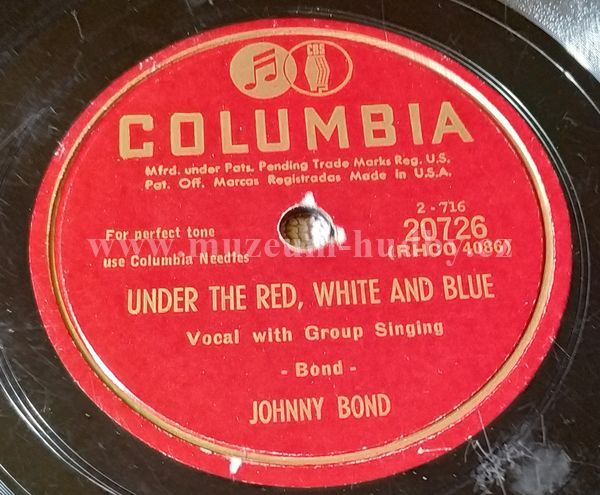 CBS
COLUMBIA
Mfrd. under Pats. Pending Trade Marks Reg. U.S.
Pat. Off. Marcas Registradas Made in U.S.A.
2-716
For perfect tone 20726
use Columbia Needles (RHCO 4086)
www.muzeum-hudby.cz
UNDER THE RED, WHITE AND BLUE
Vocal with Group Singing
- Bond -
JOHNNY BOND